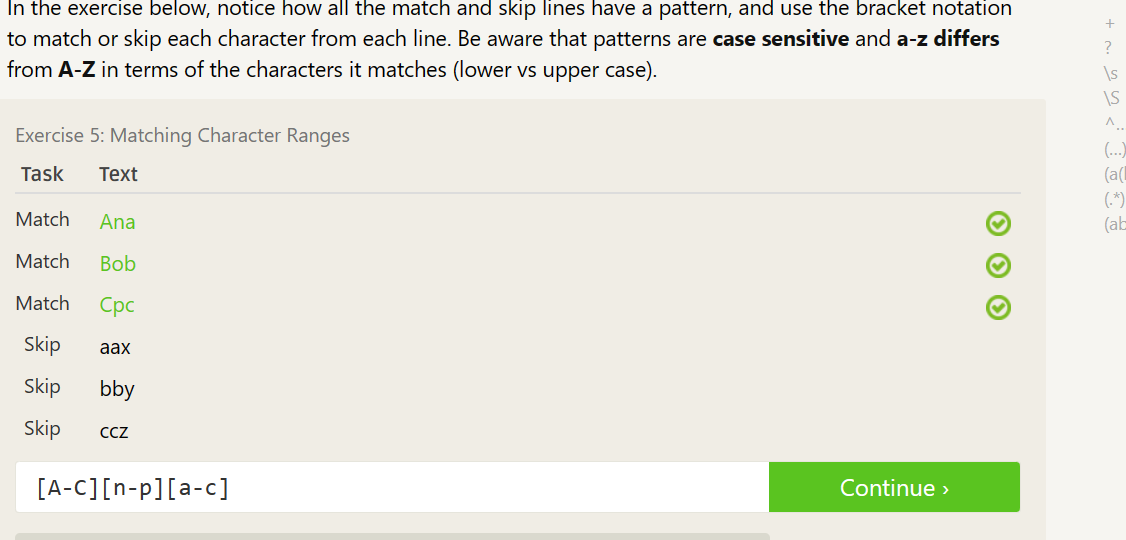 In the exercise below, notice how all the match and skip lines have a pattern, and use the bracket notation
to match or skip each character from each line. Be aware that patterns are case sensitive and a-z differs
from A-Z in terms of the characters it matches (lower vs upper case).
Exercise 5: Matching Character Ranges
Task Text
Match Ana
Match Bob
Match Cpc
Skip aax
Skip bby
Skip ccz
[A-C][n-p][a-c]
Continue ›
+
?
\s
\S
^...
(...)
(a(
(.*)
(ab